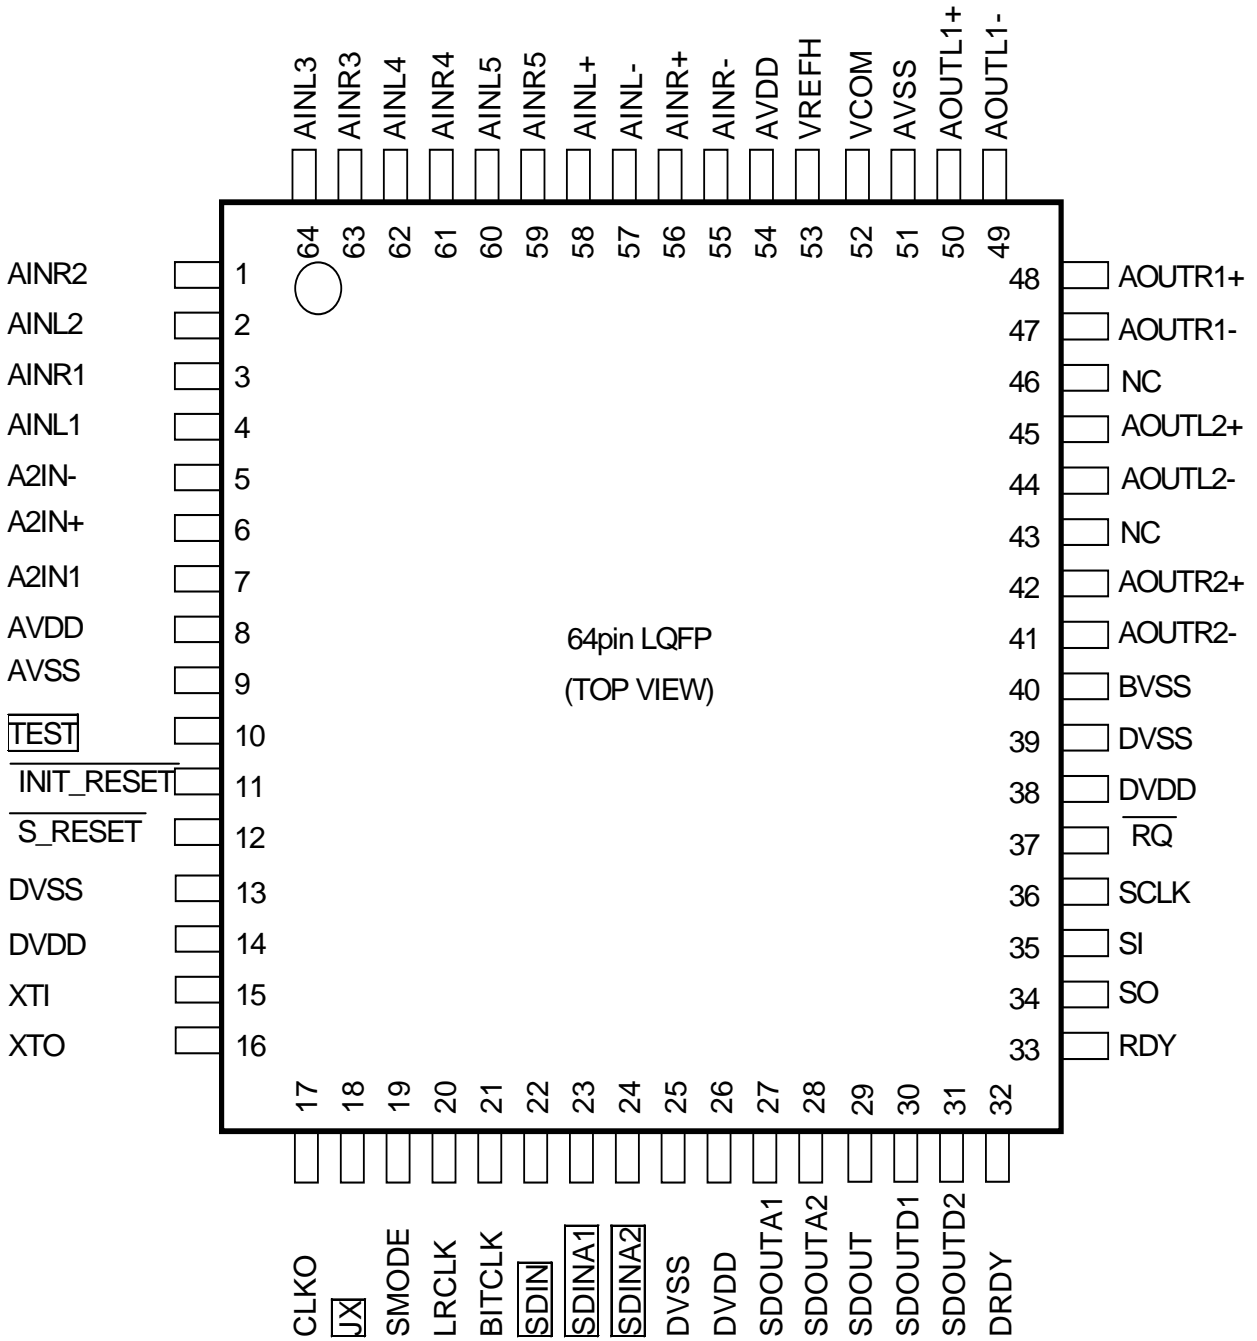 AINL3
AINR3
AINL4
AINR4
AINL5
AINR5
AINL+
AINL-
AINR+
AINR-
AVDD
VREFH
VCOM
AVSS
AOUTL1+
AOUTL1-
64
63
62
61
60
59
58
57
56
55
54
53
52
51
50
49
AINR2 1
AINL2 2
AINR1 3
AINL1 4
A2IN- 5
A2IN+ 6
A2IN1 7
AVDD 8
AVSS 9
TEST 10
INIT_RESET 11
S_RESET 12
DVSS 13
DVDD 14
XTI 15
XTO 16
64pin LQFP
(TOP VIEW)
48 AOUTR1+
47 AOUTR1-
46 NC
45 AOUTL2+
44 AOUTL2-
43 NC
42 AOUTR2+
41 AOUTR2-
40 BVSS
39 DVSS
38 DVDD
37 RQ
36 SCLK
35 SI
34 SO
33 RDY
17
18
19
20
21
22
23
24
25
26
27
28
29
30
31
32
CLKO
JX
SMODE
LRCLK
BITCLK
SDIN
SDINA1
SDINA2
DVSS
DVDD
SDOUTA1
SDOUTA2
SDOUT
SDOUTD1
SDOUTD2
DRDY